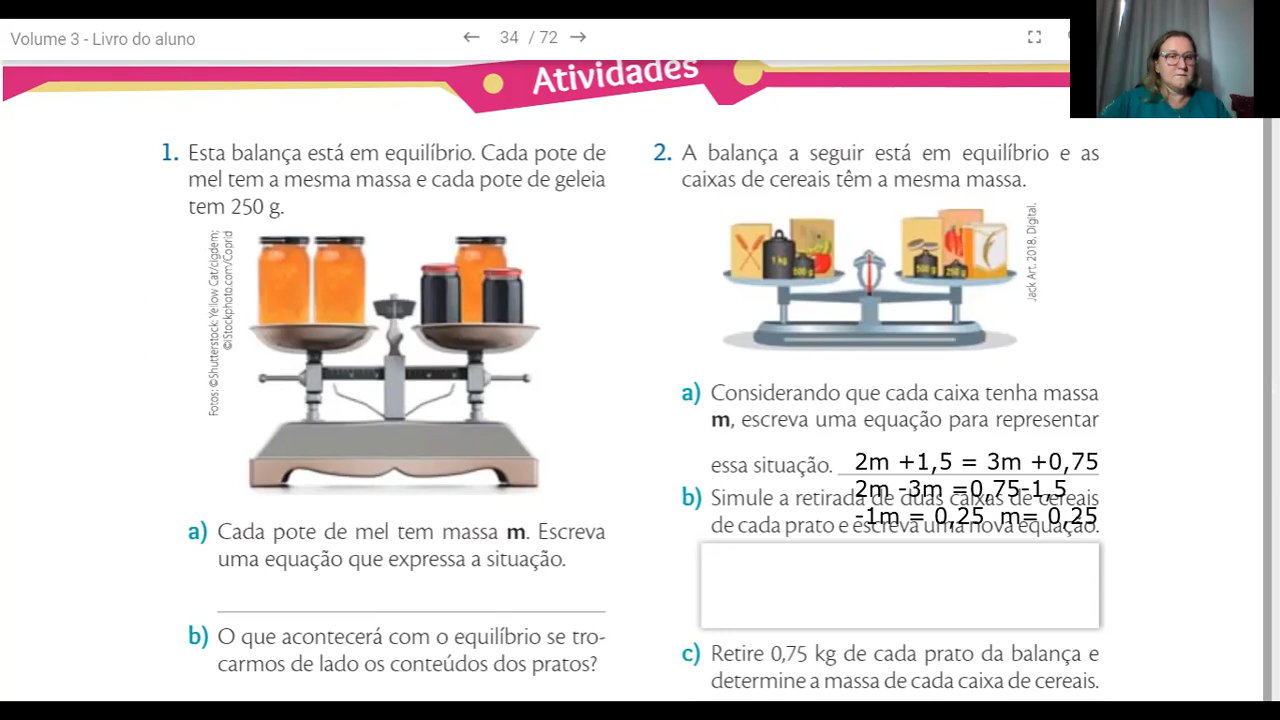 Volume 3 - Livro do aluno
← 34 / 72 →
Atividades
1. Esta balança está em equilíbrio. Cada pote de
mel tem a mesma massa e cada pote de geleia
tem 250 g.
Fotos: ©Shutterstock/Yellow Cat/cigdem;
©iStockphoto.com/Coprid
a) Cada pote de mel tem massa m. Escreva
uma equação que expressa a situação.
b) O que acontecerá com o equilíbrio se tro-
carmos de lado os conteúdos dos pratos?
2. A balança a seguir está em equilíbrio e as
caixas de cereais têm a mesma massa.
1 kg
500 g
500 g
250 g
Jack Art. 2018. Digital.
a) Considerando que cada caixa tenha massa
m, escreva uma equação para representar
essa situação. 2m +1,5 = 3m +0,75
2m -3m =0,75-1,5
b) Simule a retirada de duas caixas de cereais
-1m = 0,25 m= 0,25
de cada prato e escreva uma nova equação.
c) Retire 0,75 kg de cada prato da balança e
determine a massa de cada caixa de cereais.